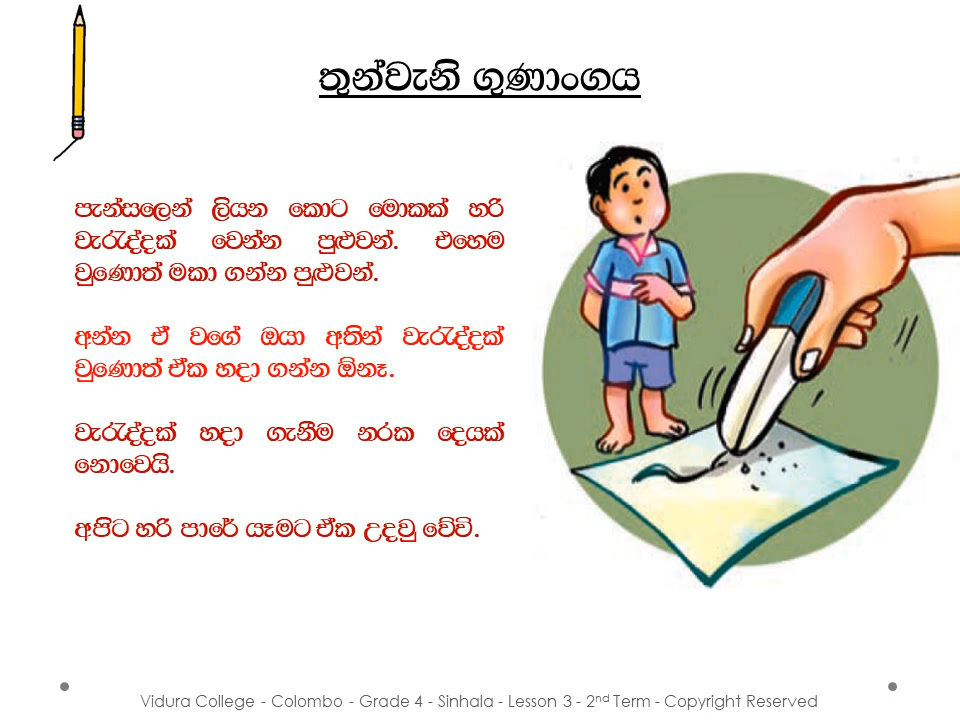 තුන්වැනි ගුණාංගය
පැන්සලෙන් ලියන කොට මොකක් හරි
වැරැද්දක් වෙන්න පුළුවන්. එහෙම
වුණොත් මකා ගන්න පුළුවන්.
අන්න ඒ වගේ ඔයා අතින් වැරැද්දක්
වුණොත් ඒක හදා ගන්න ඕනෑ.
වැරැද්දක් හදා ගැනීම නරක දෙයක්
නොවෙයි.
අපිට හරි පාරේ යෑමට ඒක උදවු වේවි.
Vidura College - Colombo - Grade 4 - Sinhala - Lesson 3 - 2nd Term - Copyright Reserved